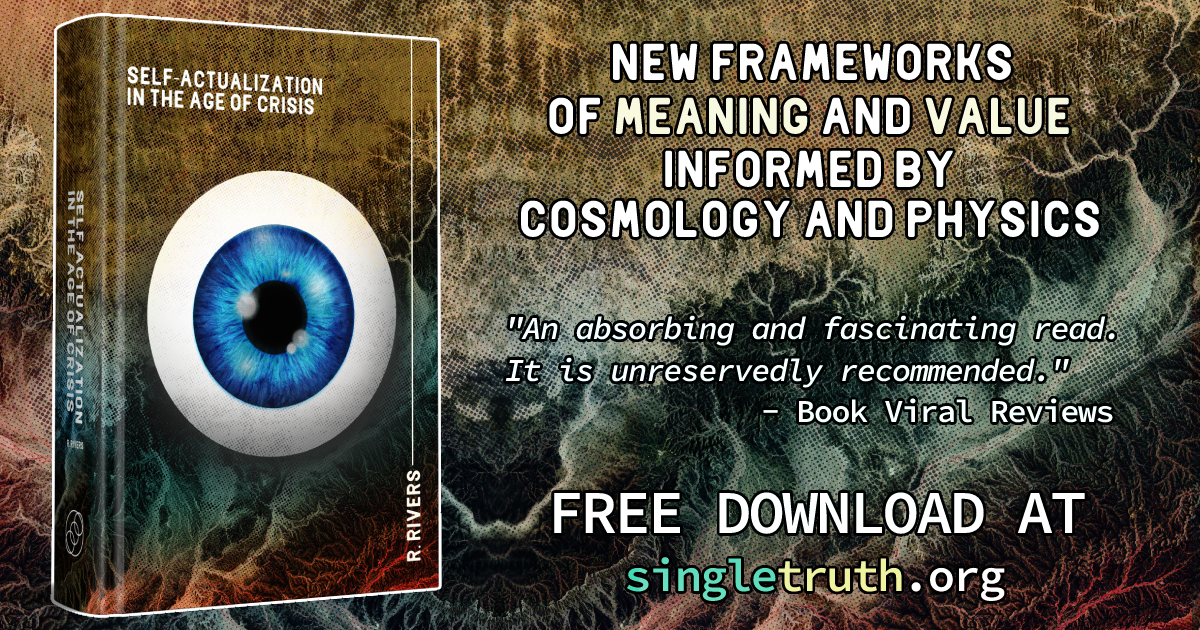 SELF-ACTUALIZATION
IN THE AGE OF CRISIS
SELF-ACTUALIZATION
IN THE AGE OF CRISIS
R. RIVERS
R. RIVERS
NEW FRAMEWORKS
OF MEANING AND VALUE
INFORMED BY
COSMOLOGY AND PHYSICS
"An absorbing and fascinating read.
It is unreservedly recommended."
– Book Viral Reviews
FREE DOWNLOAD AT
singletruth.org